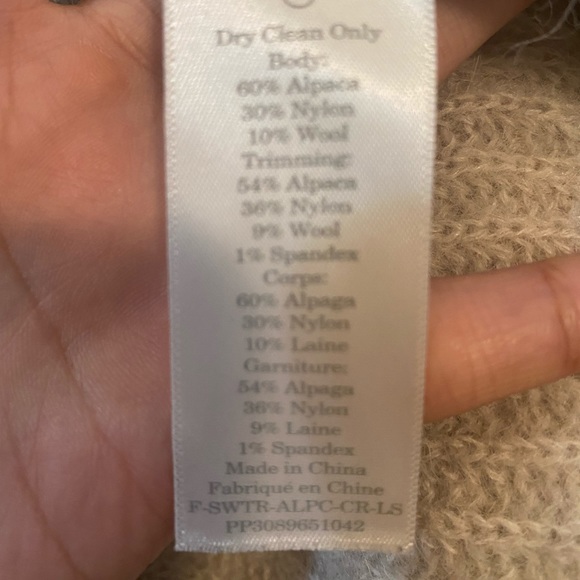 Dry Clean Only
Body:
60% Alpaca
30% Nylon
10% Wool
Trimming:
54% Alpaca
36% Nylon
9% Wool
1% Spandex
Corps:
60% Alpaga
30% Nylon
10% Laine
Garniture:
54% Alpaga
36% Nylon
9% Laine
1% Spandex
Made in China
Fabriqué en Chine
F-SWTR-ALPC-CR-LS
PP3089651042